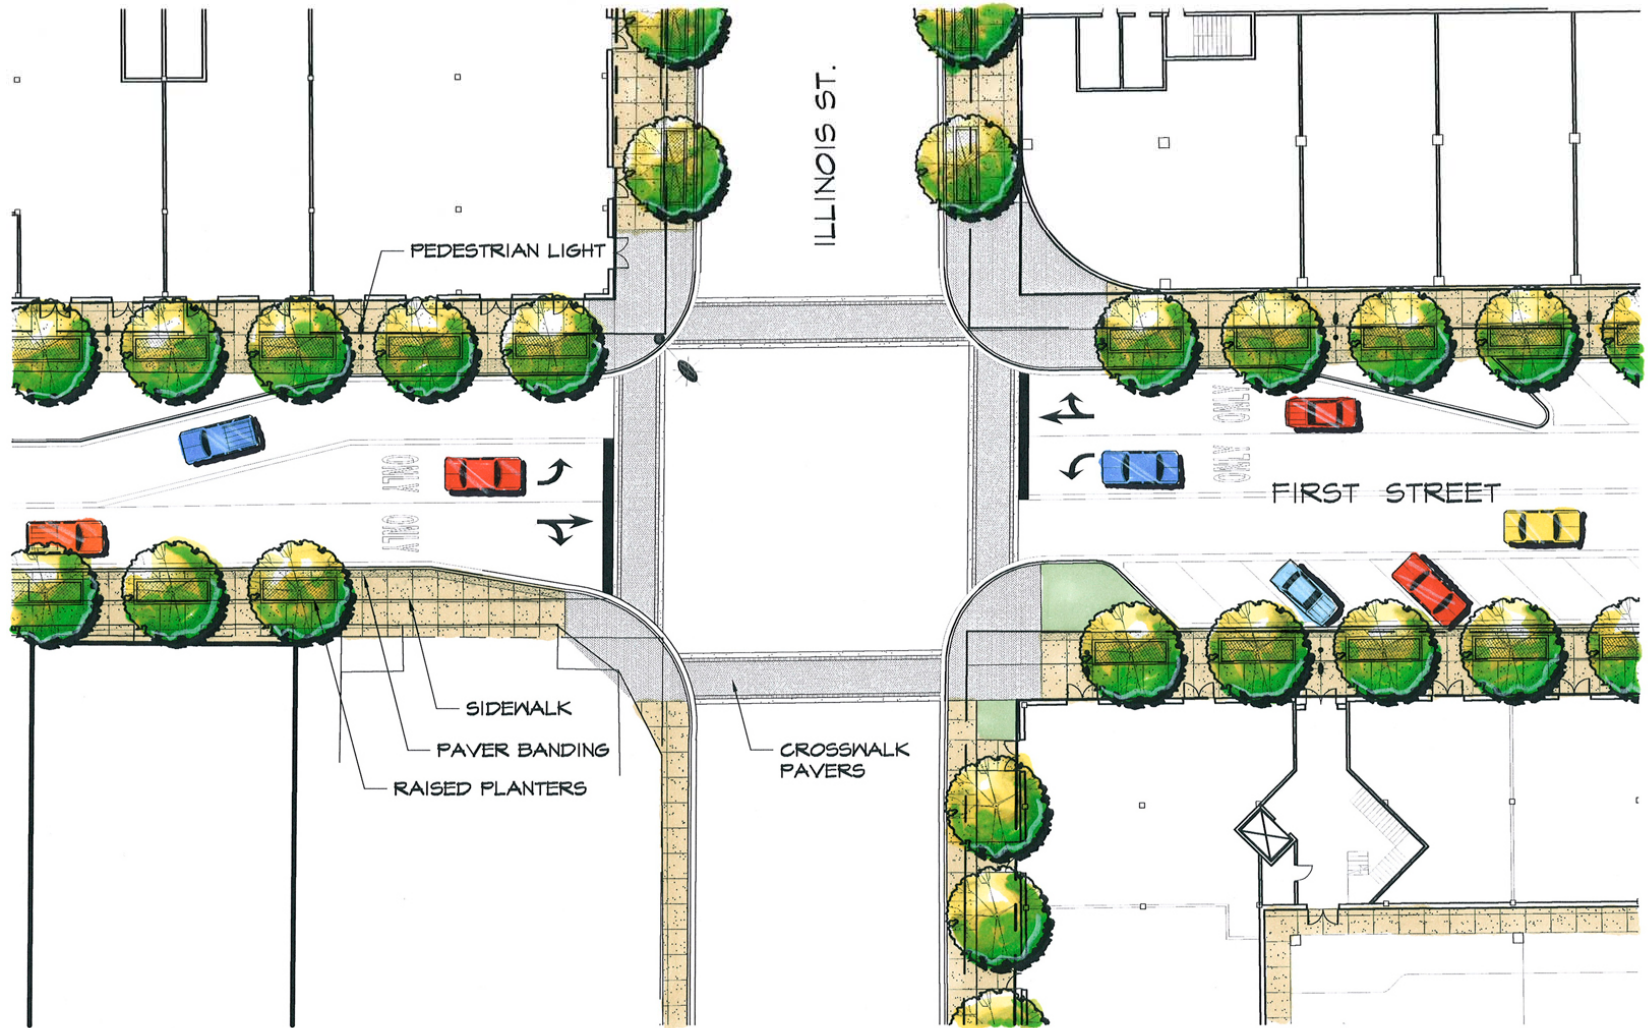 ILLINOIS ST.
PEDESTRIAN LIGHT
ONLY
ONLY
ONLY
ONLY
FIRST STREET
SIDEWALK
PAVER BANDING
RAISED PLANTERS
CROSSWALK
PAVERS